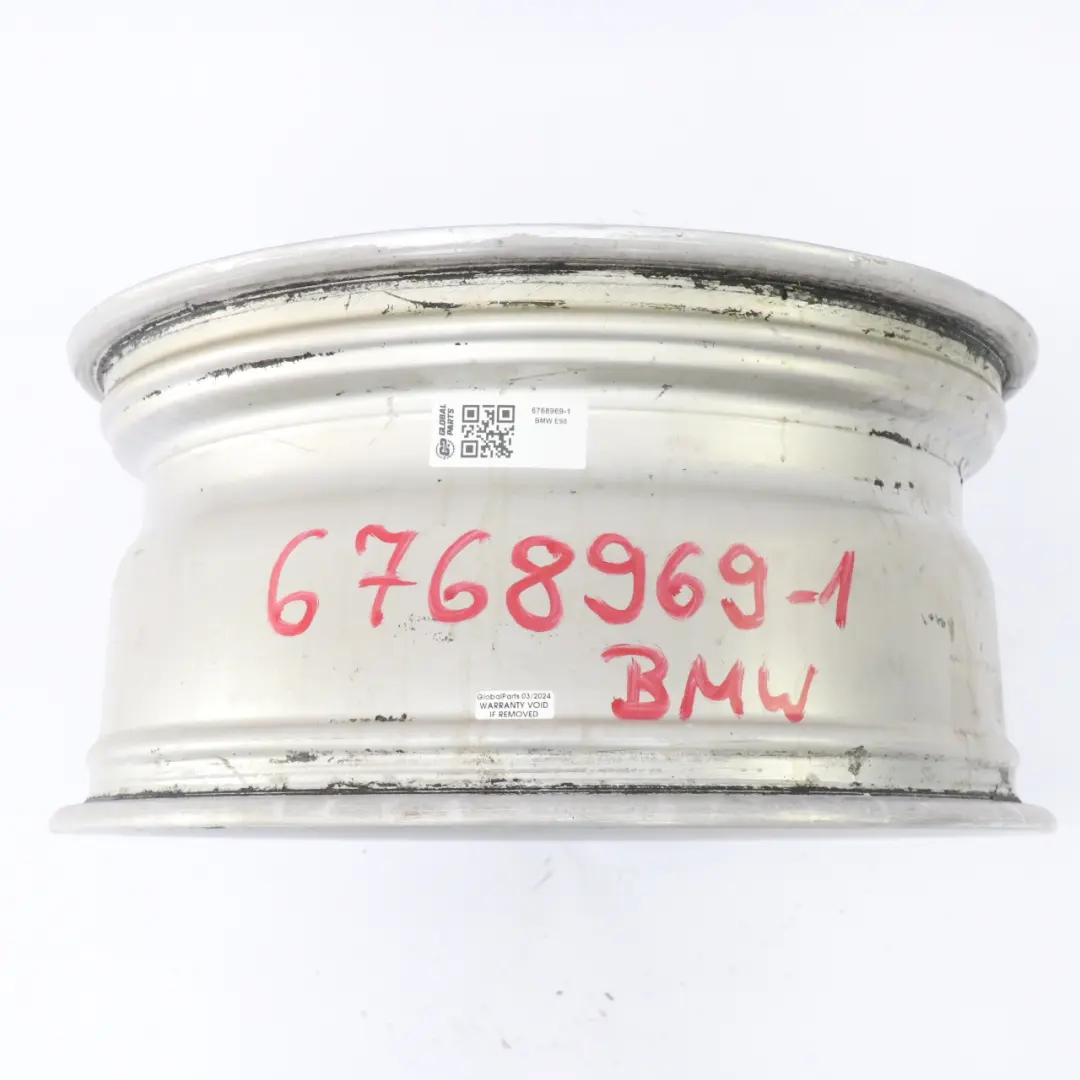 GLOBAL
PARTS
6768969-1
BMW E90
6768969-1
BMW
GlobalParts 03/2024
WARRANTY VOID
IF REMOVED